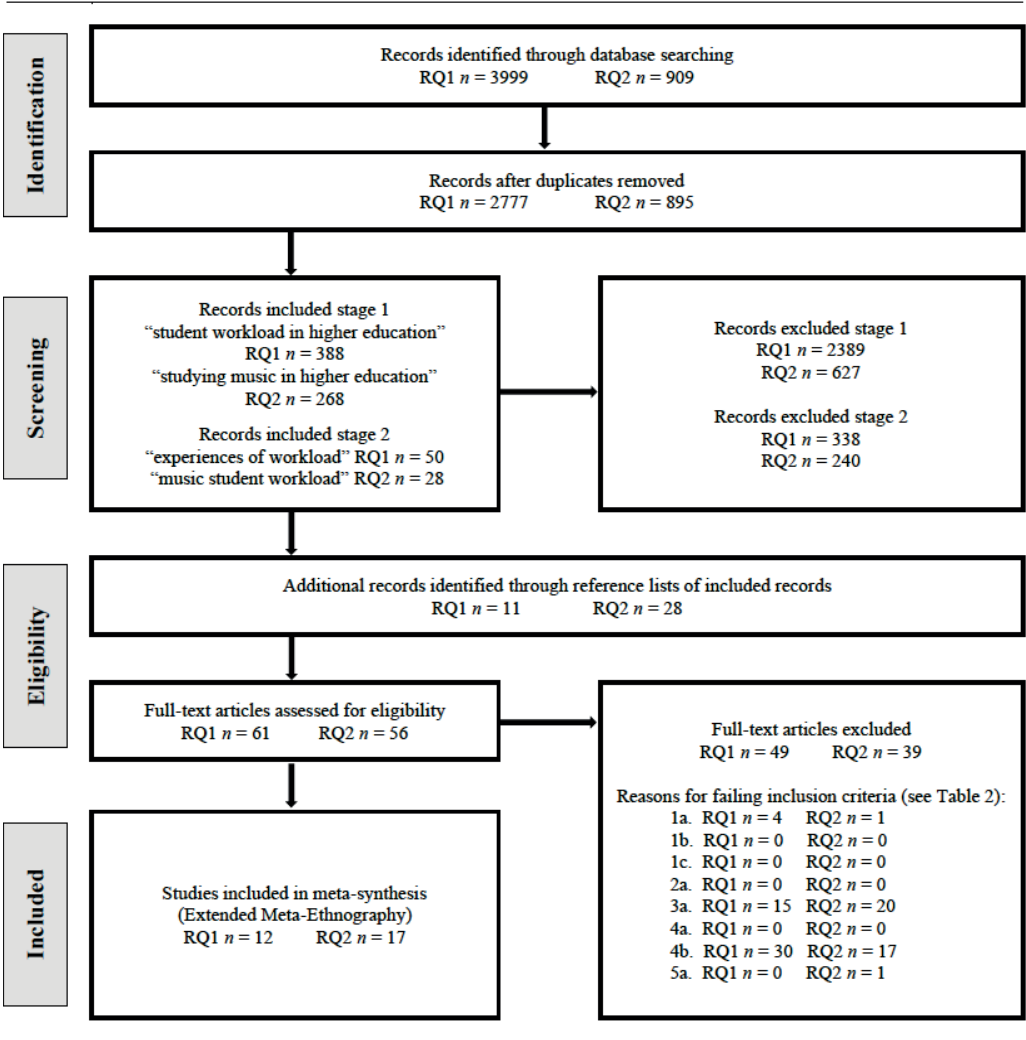 Identification
Records identified through database searching
RQ1 n = 3999 RQ2 n = 909
Records after duplicates removed
RQ1 n = 2777 RQ2 n = 895
Screening
Records included stage 1
“student workload in higher education”
RQ1 n = 388
“studying music in higher education”
RQ2 n = 268
Records included stage 2
“experiences of workload” RQ1 n = 50
“music student workload” RQ2 n = 28
Records excluded stage 1
RQ1 n = 2389
RQ2 n = 627
Records excluded stage 2
RQ1 n = 338
RQ2 n = 240
Eligibility
Additional records identified through reference lists of included records
RQ1 n = 11 RQ2 n = 28
Full-text articles assessed for eligibility
RQ1 n = 61 RQ2 n = 56
Full-text articles excluded
RQ1 n = 49 RQ2 n = 39
Reasons for failing inclusion criteria (see Table 2):
1a. RQ1 n = 4 RQ2 n = 1
1b. RQ1 n = 0 RQ2 n = 0
1c. RQ1 n = 0 RQ2 n = 0
2a. RQ1 n = 0 RQ2 n = 0
3a. RQ1 n = 15 RQ2 n = 20
4a. RQ1 n = 0 RQ2 n = 0
4b. RQ1 n = 30 RQ2 n = 17
5a. RQ1 n = 0 RQ2 n = 1
Included
Studies included in meta-synthesis
(Extended Meta-Ethnography)
RQ1 n = 12 RQ2 n = 17